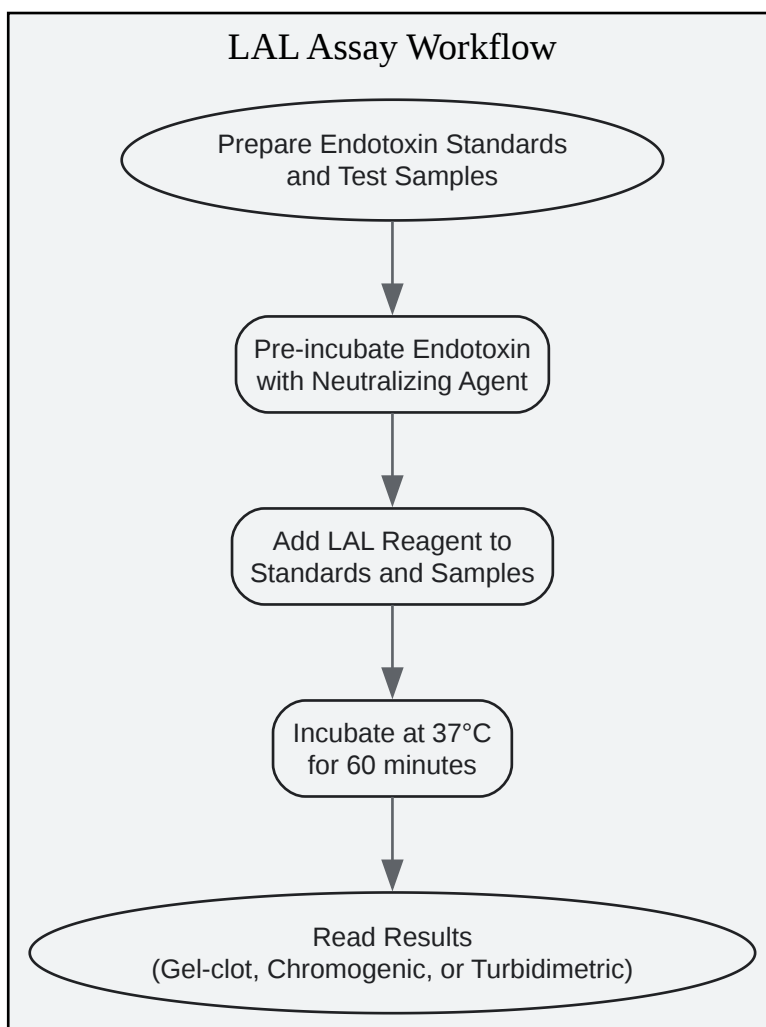 LAL Assay Workflow
Prepare Endotoxin Standards
and Test Samples
Pre-incubate Endotoxin
with Neutralizing Agent
Add LAL Reagent to
Standards and Samples
Incubate at 37°C
for 60 minutes
Read Results
(Gel-clot, Chromogenic, or Turbidimetric)